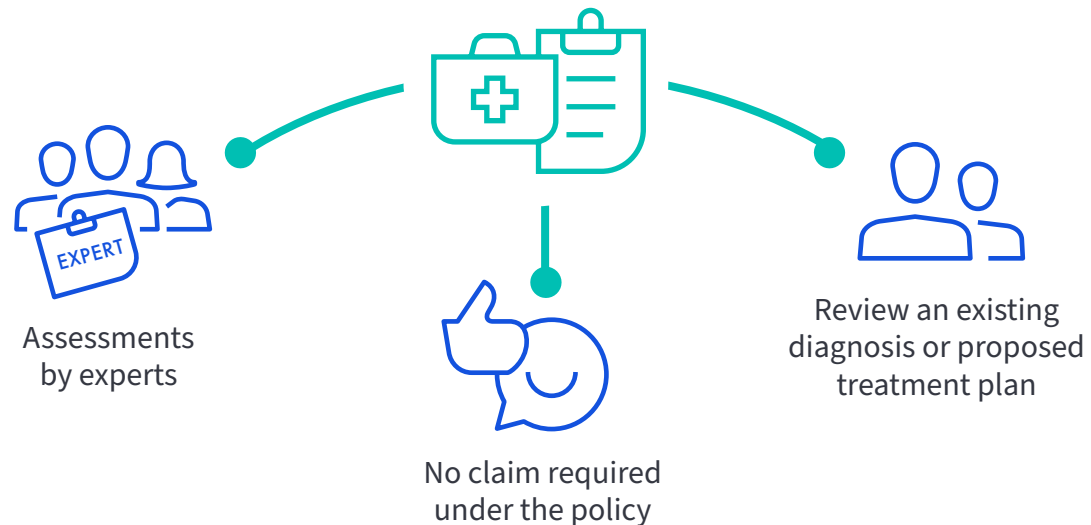 EXPERT
Assessments
by experts
No claim required
under the policy
Review an existing
diagnosis or proposed
treatment plan